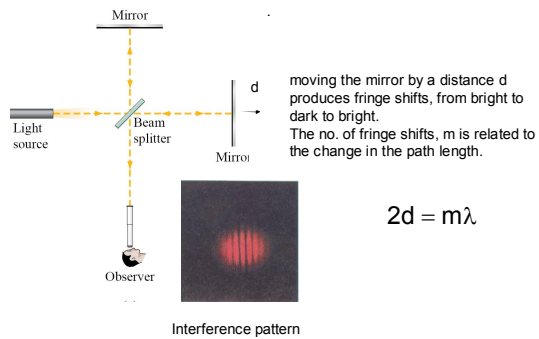 Mirror
d
Light
source
Beam
splitter
Mirror
Observer
moving the mirror by a distance d
produces fringe shifts, from bright to
dark to bright.
The no. of fringe shifts, m is related to
the change in the path length.
2d = mλ
Interference pattern